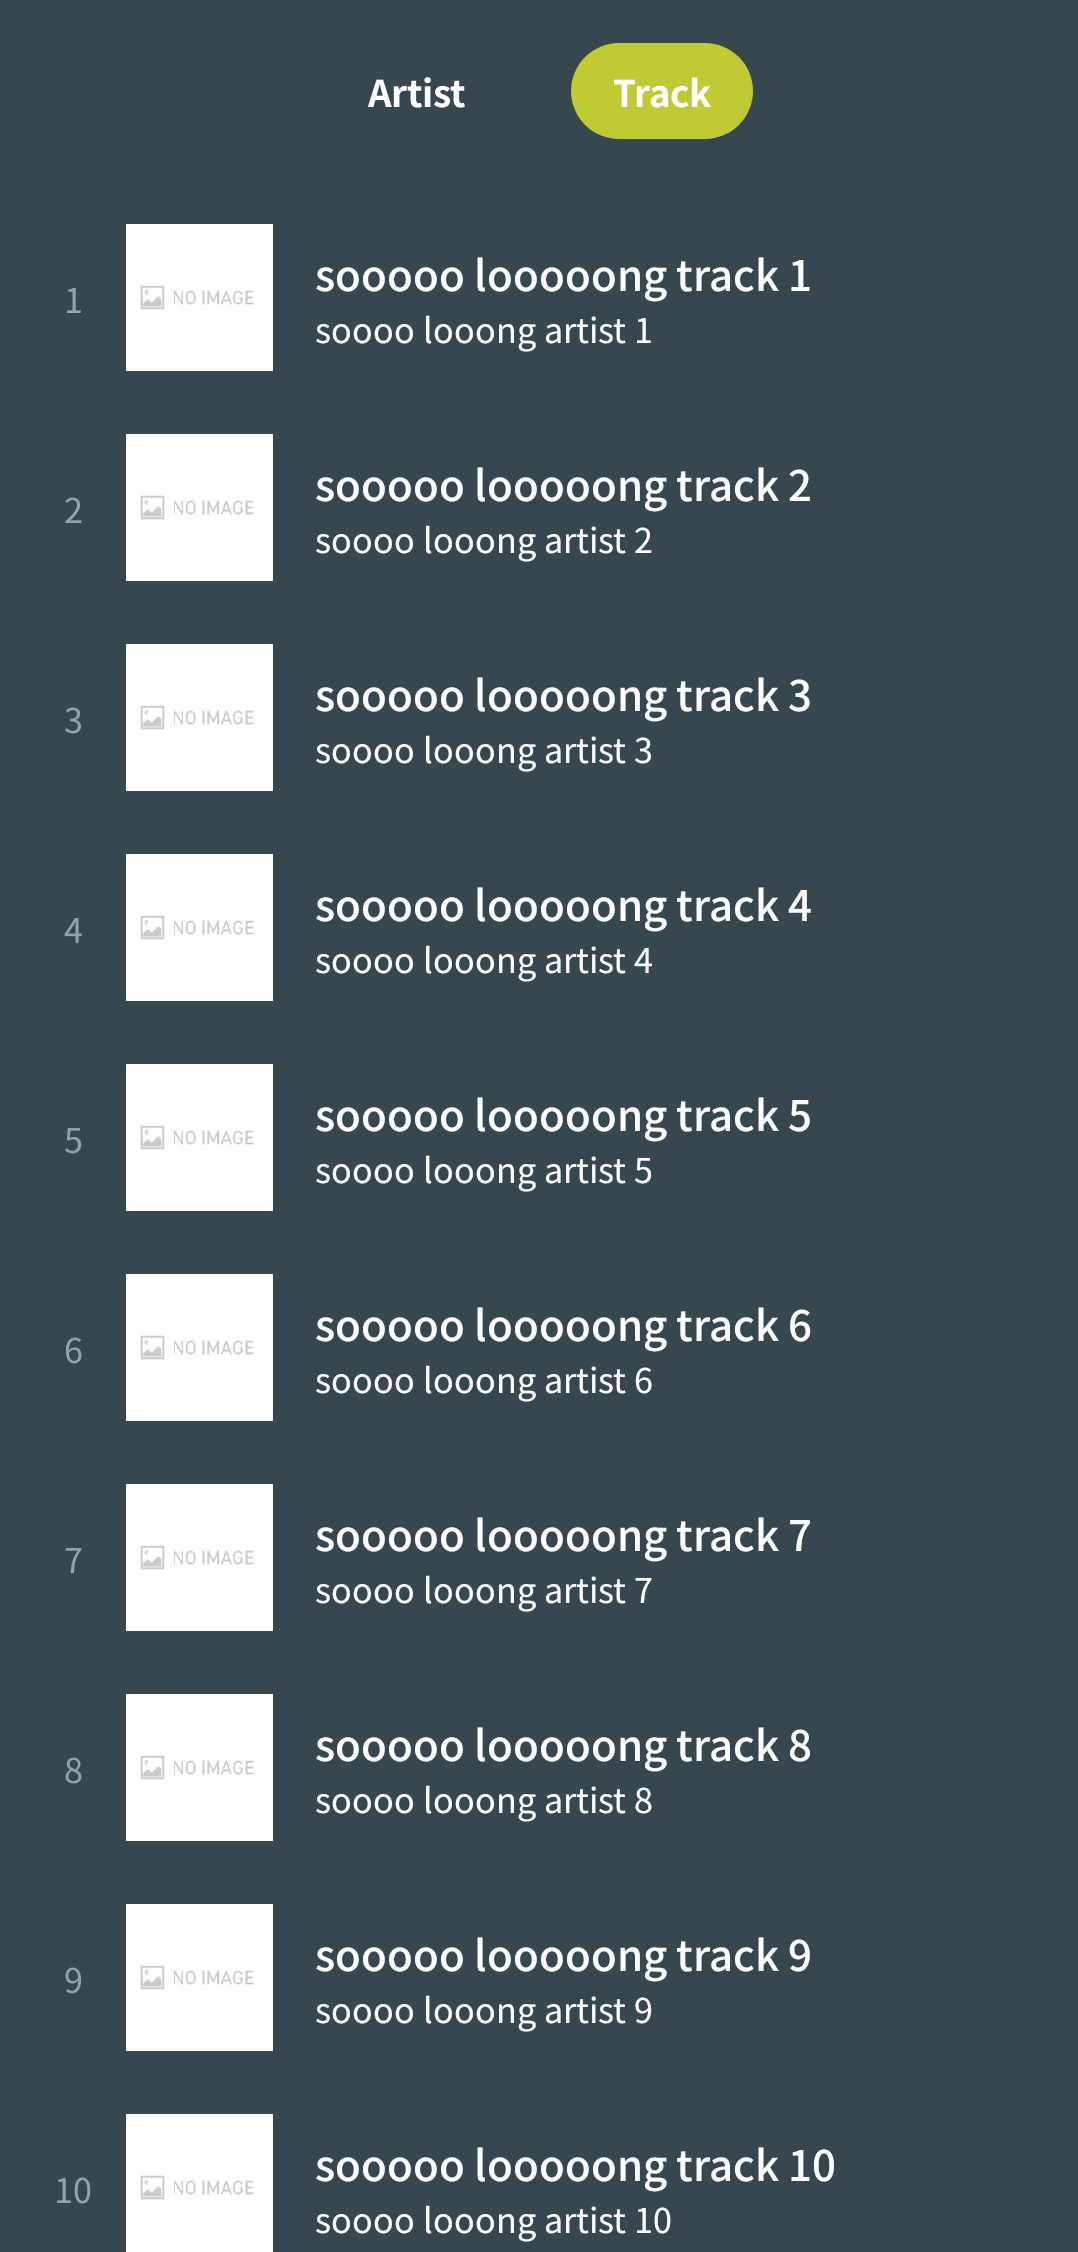 Artist Track
1 NO IMAGE sooooo looooong track 1
soooo looong artist 1
2 NO IMAGE sooooo looooong track 2
soooo looong artist 2
3 NO IMAGE sooooo looooong track 3
soooo looong artist 3
4 NO IMAGE sooooo looooong track 4
soooo looong artist 4
5 NO IMAGE sooooo looooong track 5
soooo looong artist 5
6 NO IMAGE sooooo looooong track 6
soooo looong artist 6
7 NO IMAGE sooooo looooong track 7
soooo looong artist 7
8 NO IMAGE sooooo looooong track 8
soooo looong artist 8
9 NO IMAGE sooooo looooong track 9
soooo looong artist 9
10 NO IMAGE sooooo looooong track 10
soooo looong artist 10